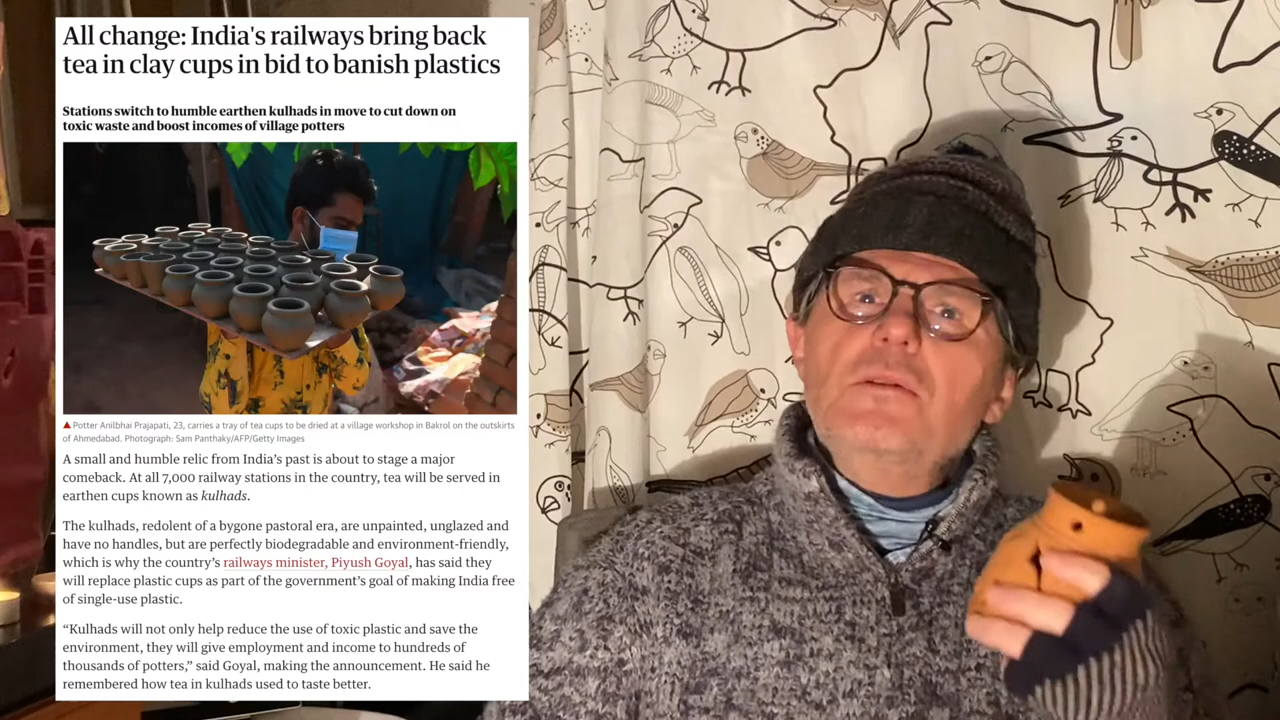 All change: India's railways bring back
tea in clay cups in bid to banish plastics
Stations switch to humble earthen kulhads in move to cut down on
toxic waste and boost incomes of village potters
Potter Anilbhai Prajapati, 23, carries a tray of tea cups to be dried at a village workshop in Bakrol on the outskirts
of Ahmedabad. Photograph: Sam Panthaky/AFP/Getty Images
A small and humble relic from India’s past is about to stage a major
comeback. At all 7,000 railway stations in the country, tea will be served in
earthen cups known as kulhads.
The kulhads, redolent of a bygone pastoral era, are unpainted, unglazed and
have no handles, but are perfectly biodegradable and environment-friendly,
which is why the country’s railways minister, Piyush Goyal, has said they
will replace plastic cups as part of the government’s goal of making India free
of single-use plastic.
“Kulhads will not only help reduce the use of toxic plastic and save the
environment, they will give employment and income to hundreds of
thousands of potters,” said Goyal, making the announcement. He said he
remembered how tea in kulhads used to taste better.